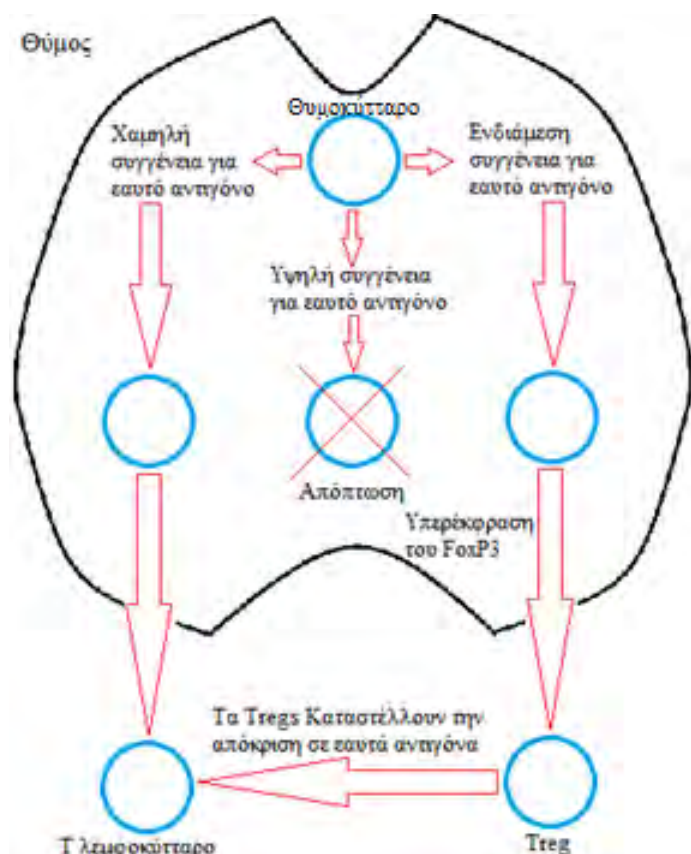 Θύμος
Θυμοκύτταρο
Χαμηλή
συγγένεια για
εαυτό αντιγόνο
Ενδιάμεση
συγγένεια για
εαυτό αντιγόνο
Υψηλή συγγένεια
για εαυτό αντιγόνο
Απόπτωση
Υπερέκφραση
του FoxP3
Τα Tregs Καταστέλλουν την
απόκριση σε εαυτά αντιγόνα
Τ λεμφοκύτταρο
Treg